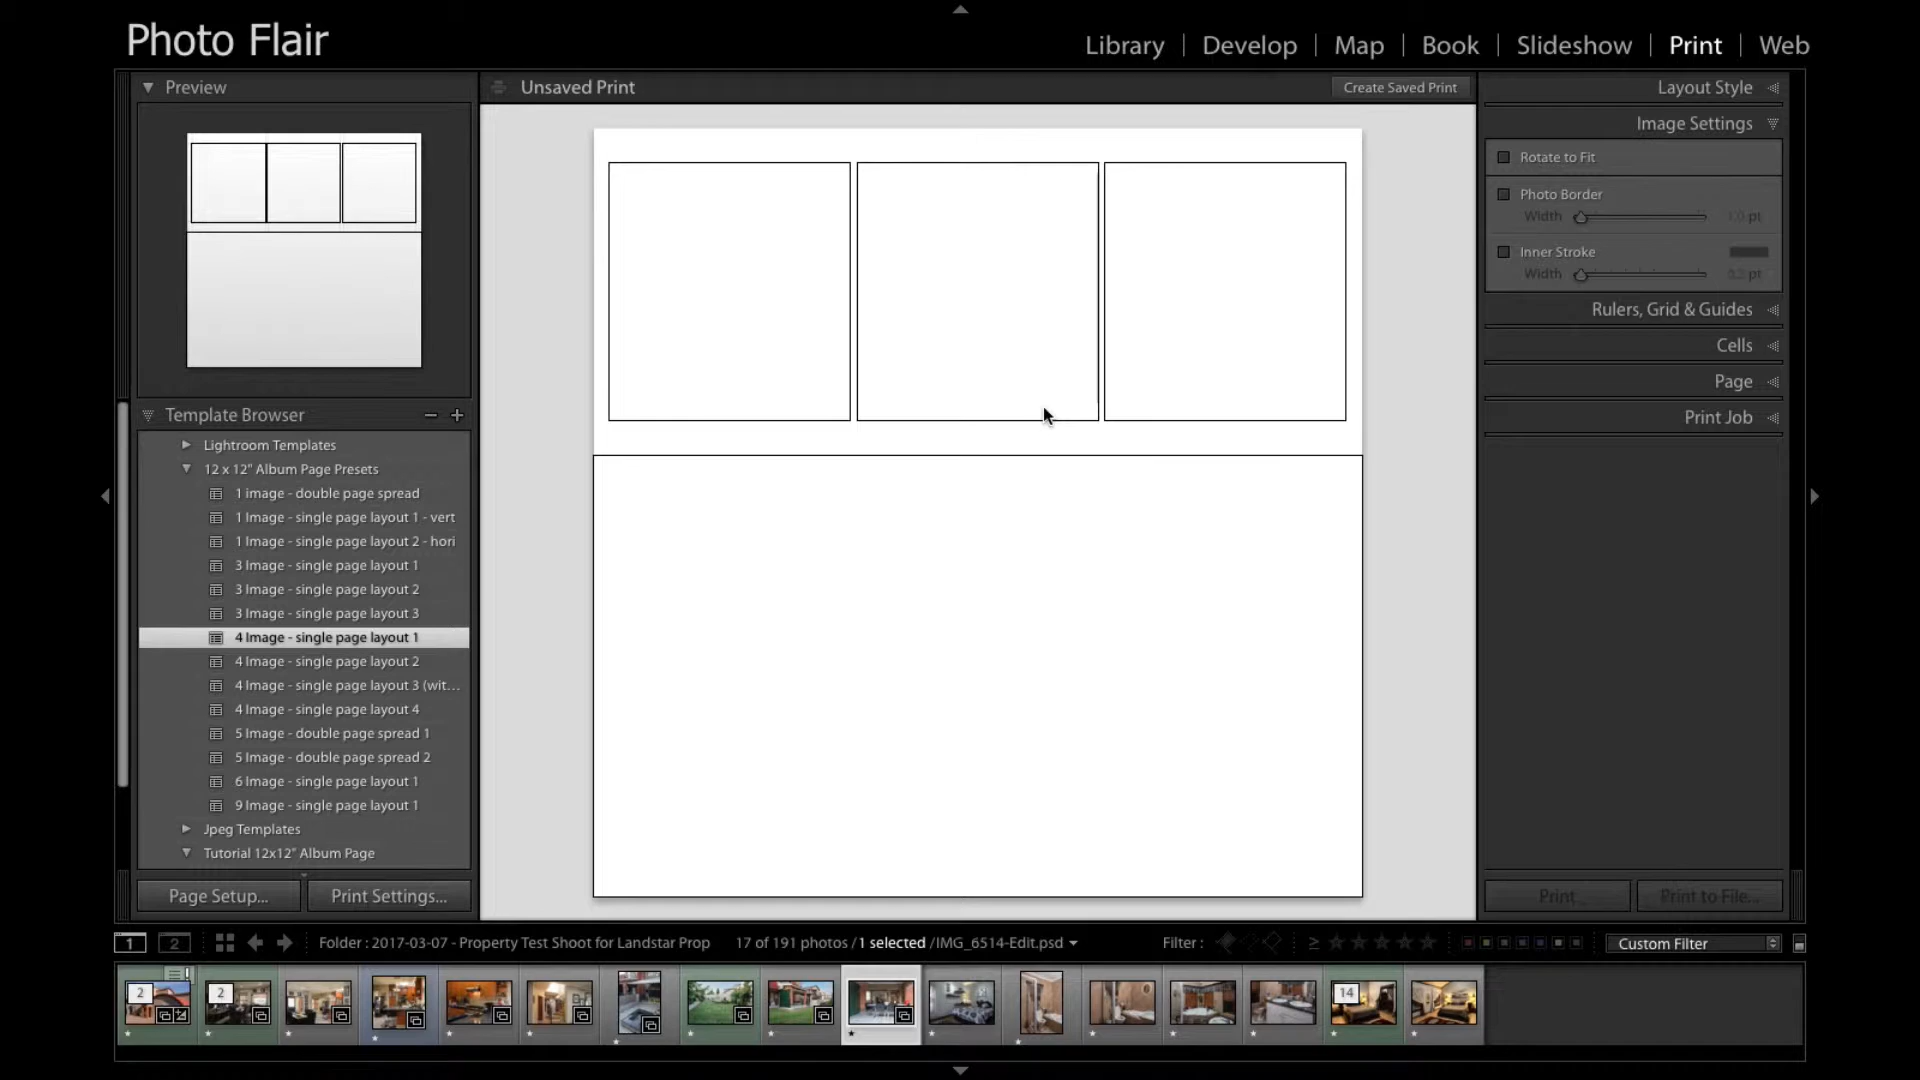 Photo Flair
Library | Develop | Map | Book | Slideshow | Print | Web
Preview
Unsaved Print
Create Saved Print
Layout Style
Image Settings
Rotate to Fit
Photo Border
Width
1.0 pt
Inner Stroke
Width
pt
Rulers, Grid & Guides
Cells
Page
Print Job
Template Browser
Lightroom Templates
12 x 12" Album Page Presets
1 image - double page spread
1 Image - single page layout 1 - vert
1 Image - single page layout 2 - hori
3 Image - single page layout 1
3 Image - single page layout 2
3 Image - single page layout 3
4 Image - single page layout 1
4 Image - single page layout 2
4 Image - single page layout 3 (wit...
4 Image - single page layout 4
5 Image - double page spread 1
5 Image - double page spread 2
6 Image - single page layout 1
9 Image - single page layout 1
Jpeg Templates
Tutorial 12x12" Album Page
Page Setup...
Print Settings...
Print
Print to File...
1
2
Folder : 2017-03-07 - Property Test Shoot for Landstar Prop
17 of 191 photos / 1 selected / IMG_6514-Edit.psd
Filter :
≥
Custom Filter
2
2
14